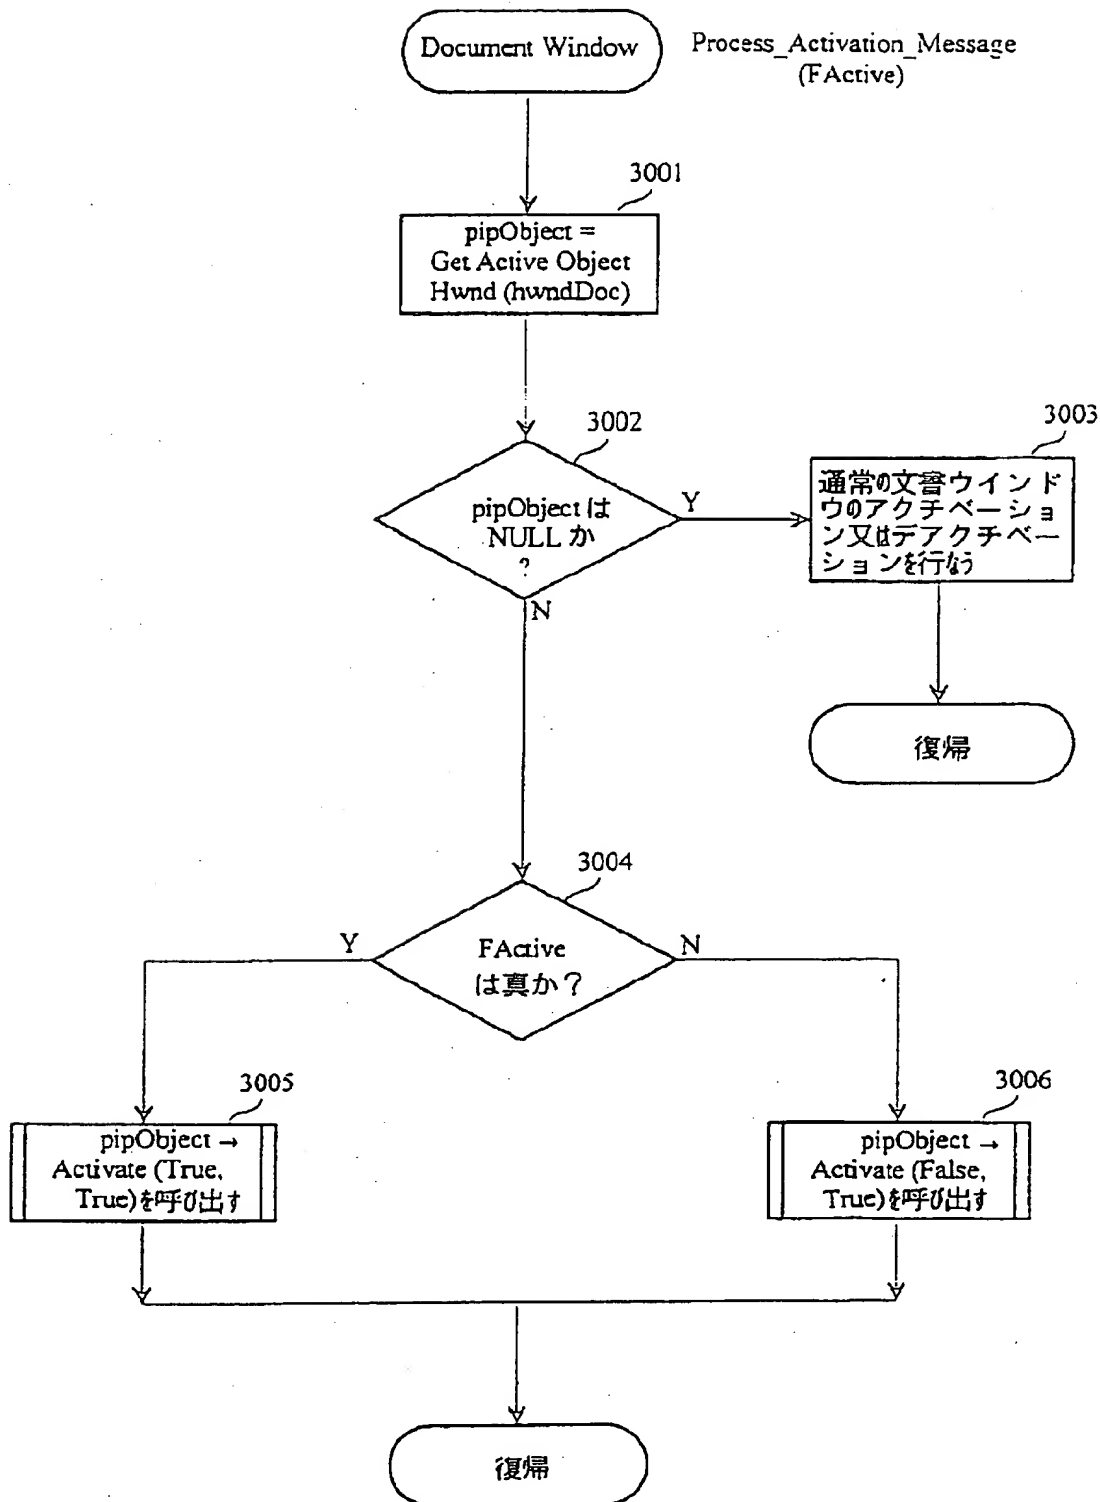 Document Window
Process_Activation_Message
(FActive)
3001
pipObject =
Get Active Object
Hwnd (hwndDoc)
3002
pipObject は
NULL か
?
Y
N
3003
通常の文書ウインド
ウのアクチベーショ
ン又はデアクチベー
ションを行なう
復帰
3004
FActive
は真か?
Y
N
3005
pipObject →
Activate (True,
True)を呼び出す
3006
pipObject →
Activate (False,
True)を呼び出す
復帰